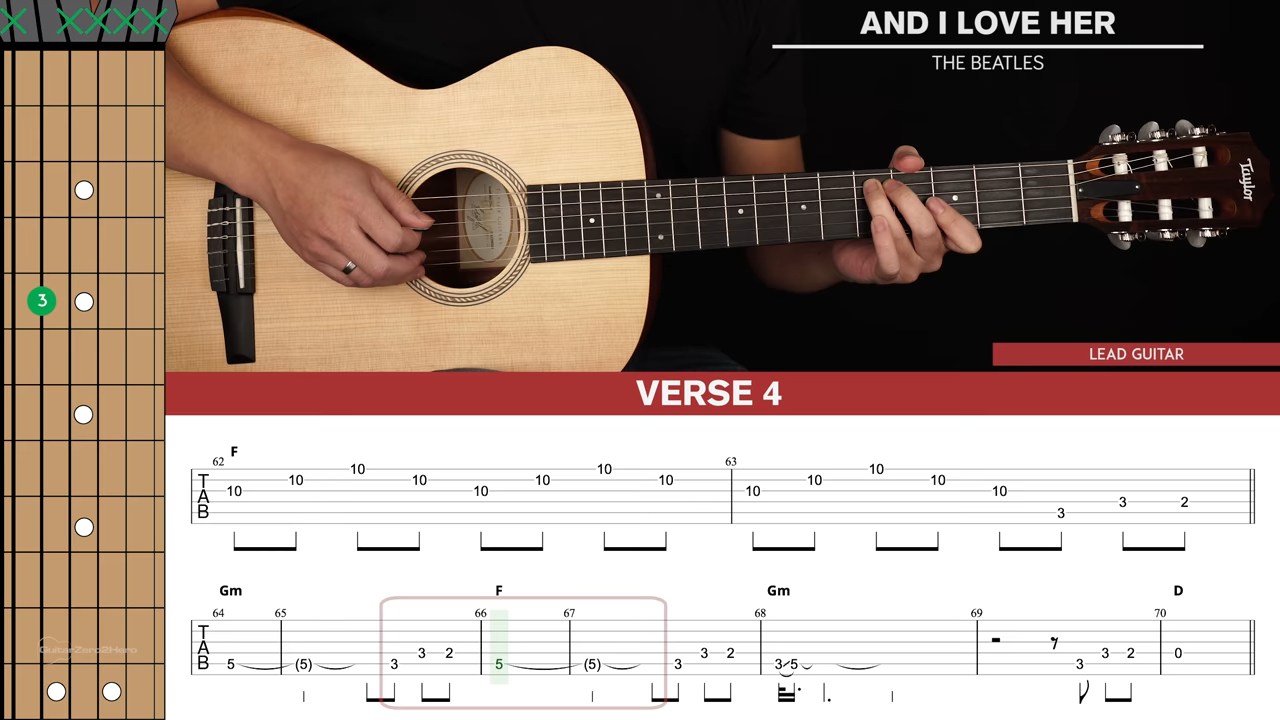 X XXXX
AND I LOVE HER
THE BEATLES
Taylor
3
LEAD GUITAR
VERSE 4
F
62 63
T
A
B
10 10 10 10 10 10 10 10 10 10 10 10 10 3 3 2
Gm F Gm D
64 65 66 67 68 69 70
T
A
B
5 (5) 3 3 2 5 (5) 3 3 2 3 5 3 3 2 0
GuitarZero2Hero